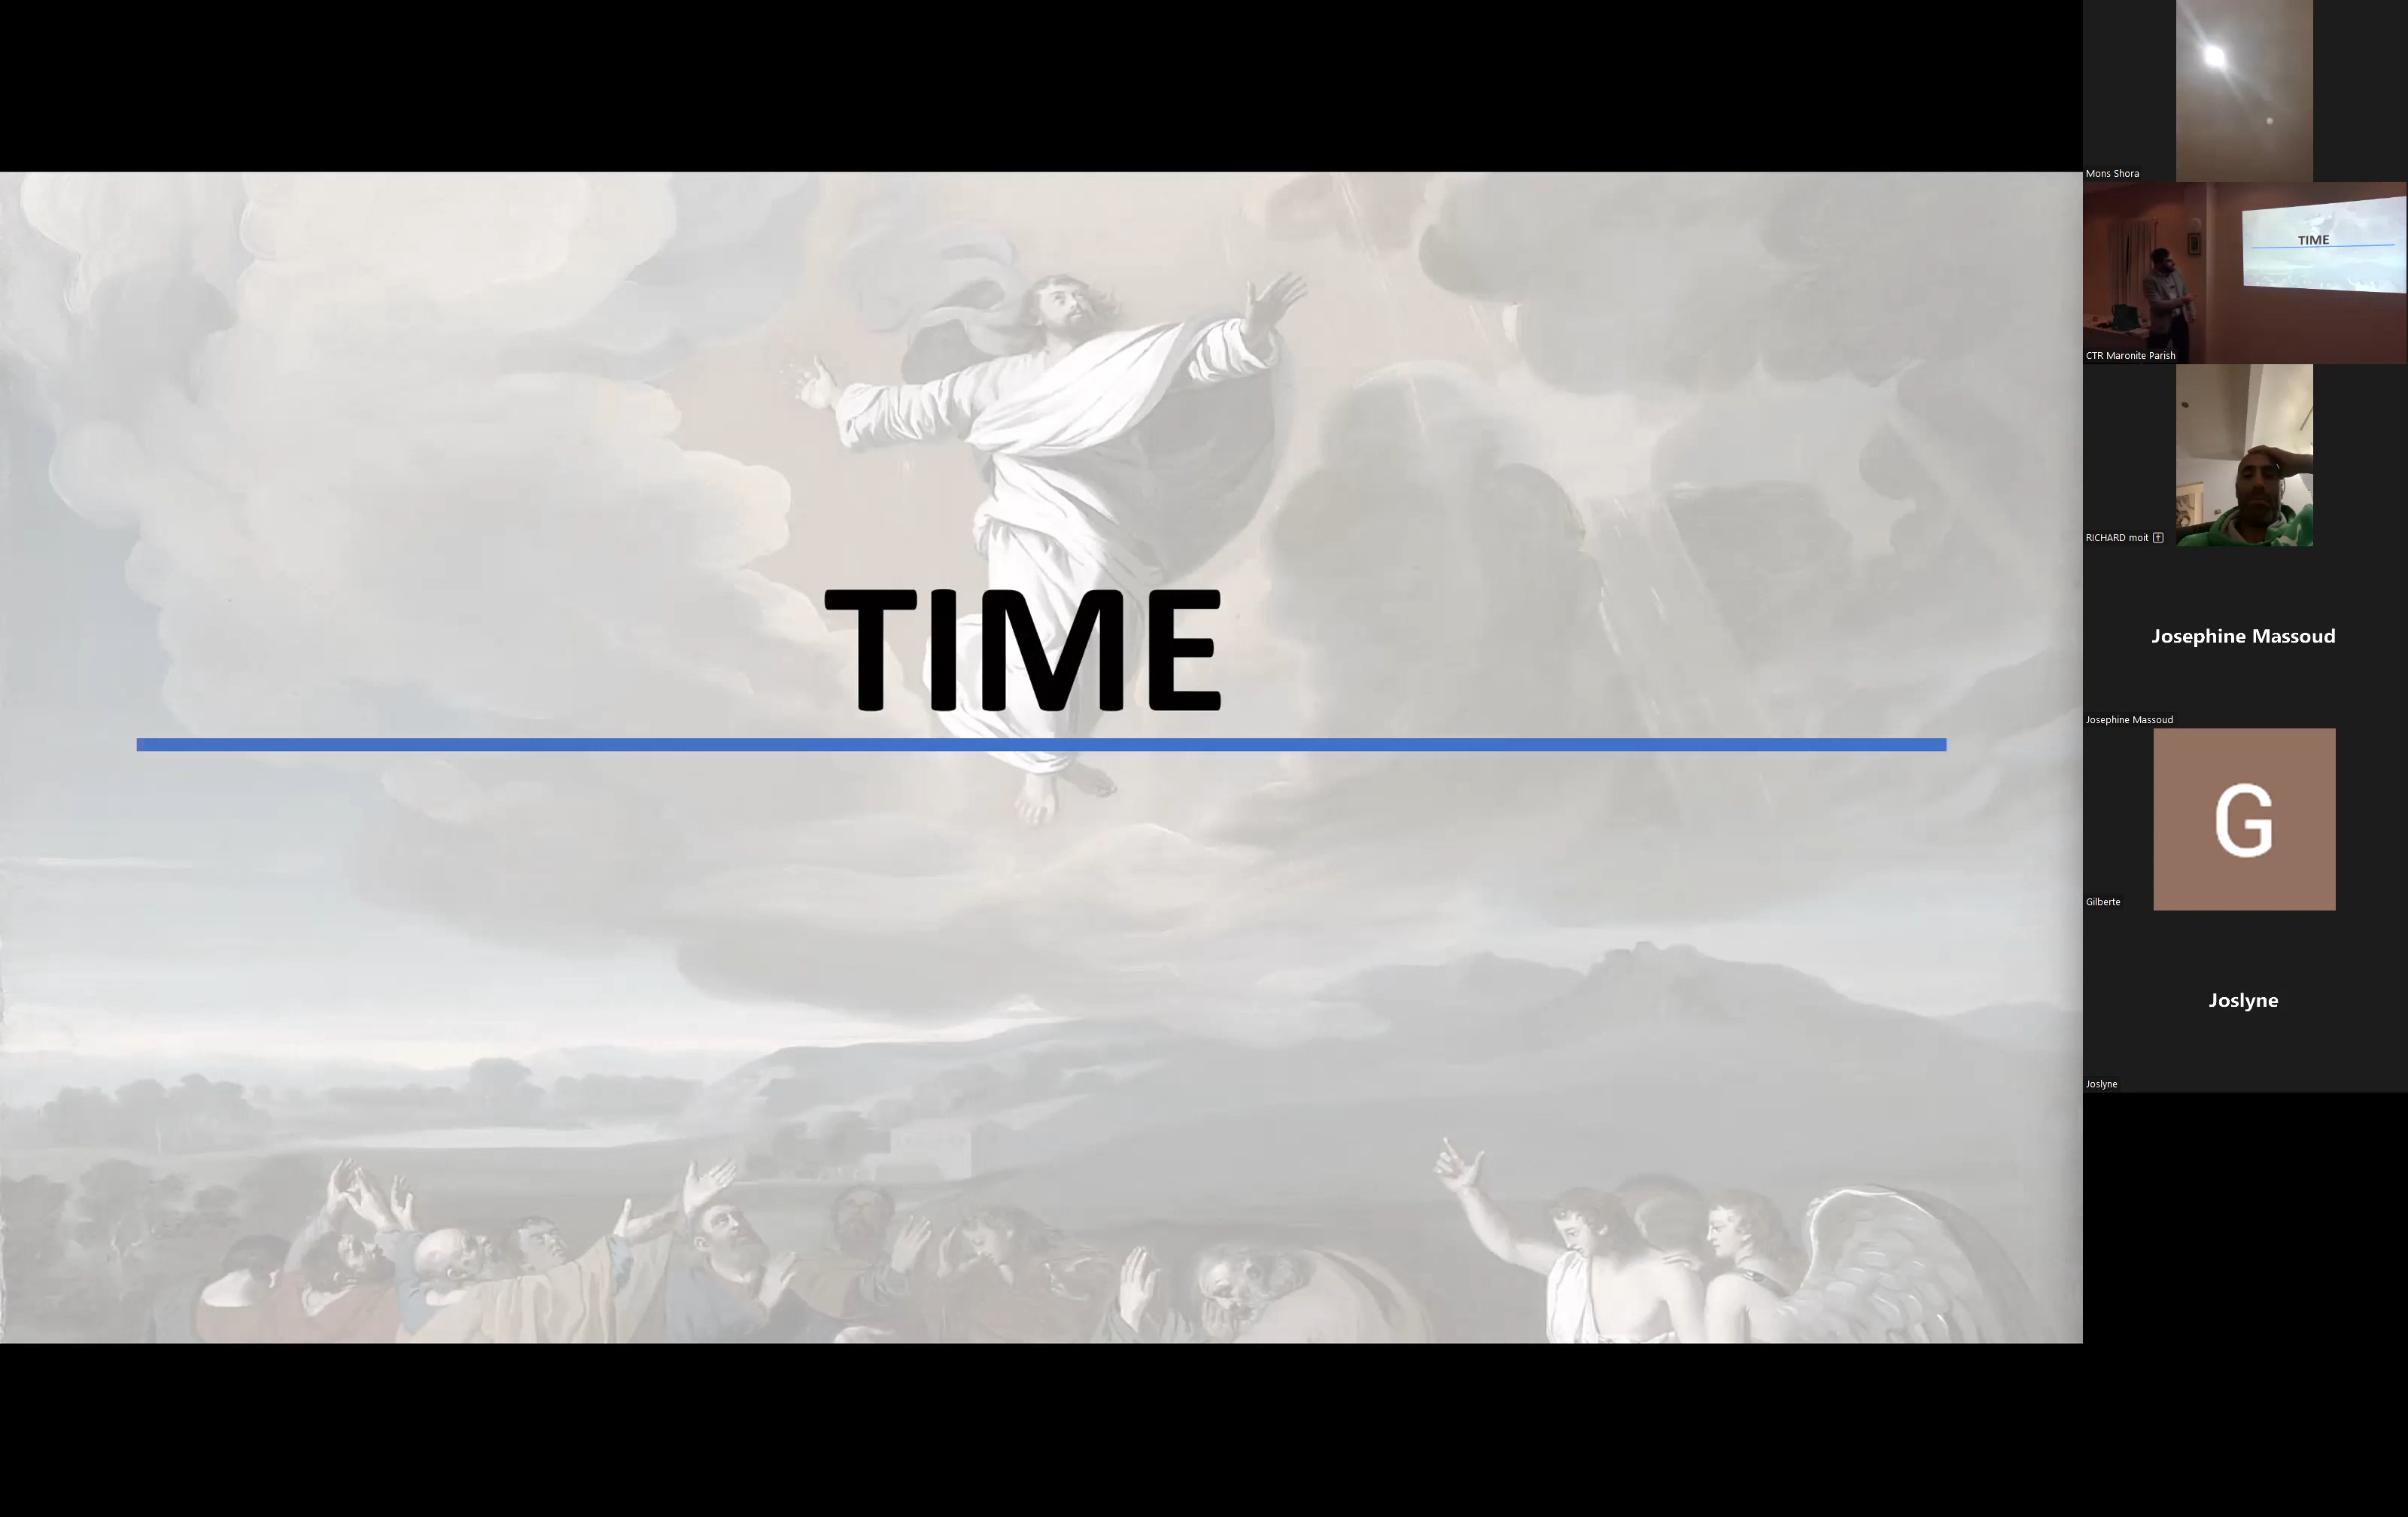 TIME
Mons Shora
TIME
CTR Maronite Parish
RICHARD moit
Josephine Massoud
Josephine Massoud
G
Gilberte
Joslyne
Joslyne